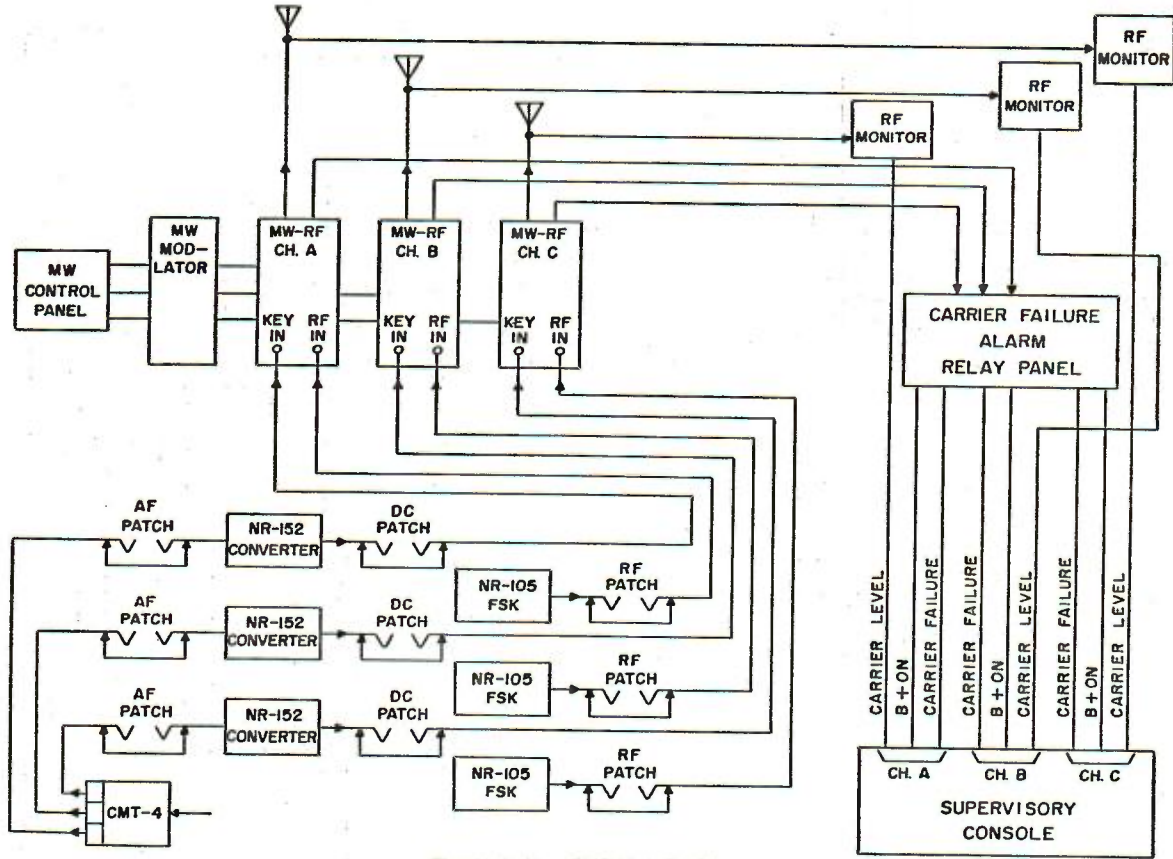 RF
MONITOR
RF
MONITOR
RF
MONITOR
MW
MOD-
LATOR
MW
CONTROL
PANEL
MW-RF
CH. A
KEY
IN
RF
IN
MW-RF
CH. B
KEY
IN
RF
IN
MW-RF
CH. C
KEY
IN
RF
IN
CARRIER FAILURE
ALARM
RELAY PANEL
AF
PATCH
NR-152
CONVERTER
DC
PATCH
NR-105
FSK
RF
PATCH
AF
PATCH
NR-152
CONVERTER
DC
PATCH
NR-105
FSK
RF
PATCH
AF
PATCH
NR-152
CONVERTER
DC
PATCH
NR-105
FSK
RF
PATCH
CMT-4
CARRIER LEVEL
B+ON
CARRIER FAILURE
CARRIER FAILURE
B+ON
CARRIER LEVEL
CARRIER FAILURE
B+ON
CARRIER LEVEL
CH. A
CH. B
CH. C
SUPERVISORY
CONSOLE